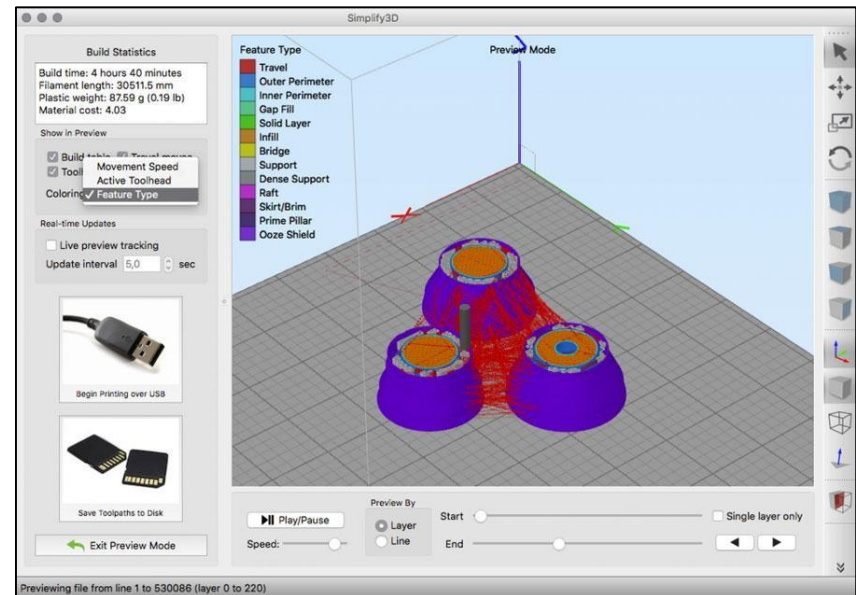 Simplify3D
Build Statistics
Build time: 4 hours 40 minutes
Filament length: 30511.5 mm
Plastic weight: 87.59 g (0.19 lb)
Material cost: 4.03
Show in Preview
Build table
Travel moves
Movement Speed
Active Toolhead
Coloring
✓ Feature Type
Real-time Updates
Live preview tracking
Update interval 5,0 sec
Begin Printing over USB
Save Toolpaths to Disk
Exit Preview Mode
Feature Type
Travel
Outer Perimeter
Inner Perimeter
Gap Fill
Solid Layer
Infill
Bridge
Support
Dense Support
Raft
Skirt/Brim
Prime Pillar
Ooze Shield
Preview Mode
Play/Pause
Speed:
Preview By
Layer
Line
Start
End
Single layer only
Previewing file from line 1 to 530086 (layer 0 to 220)